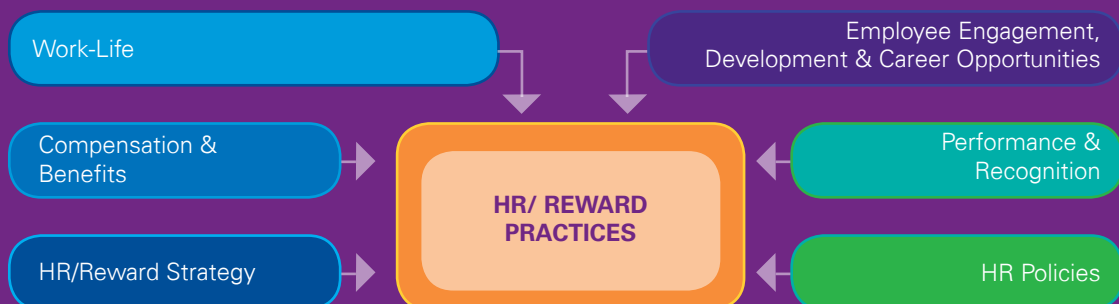 Work-Life
Employee Engagement,
Development & Career Opportunities
Compensation &
Benefits
HR/ REWARD
PRACTICES
Performance &
Recognition
HR/Reward Strategy
HR Policies